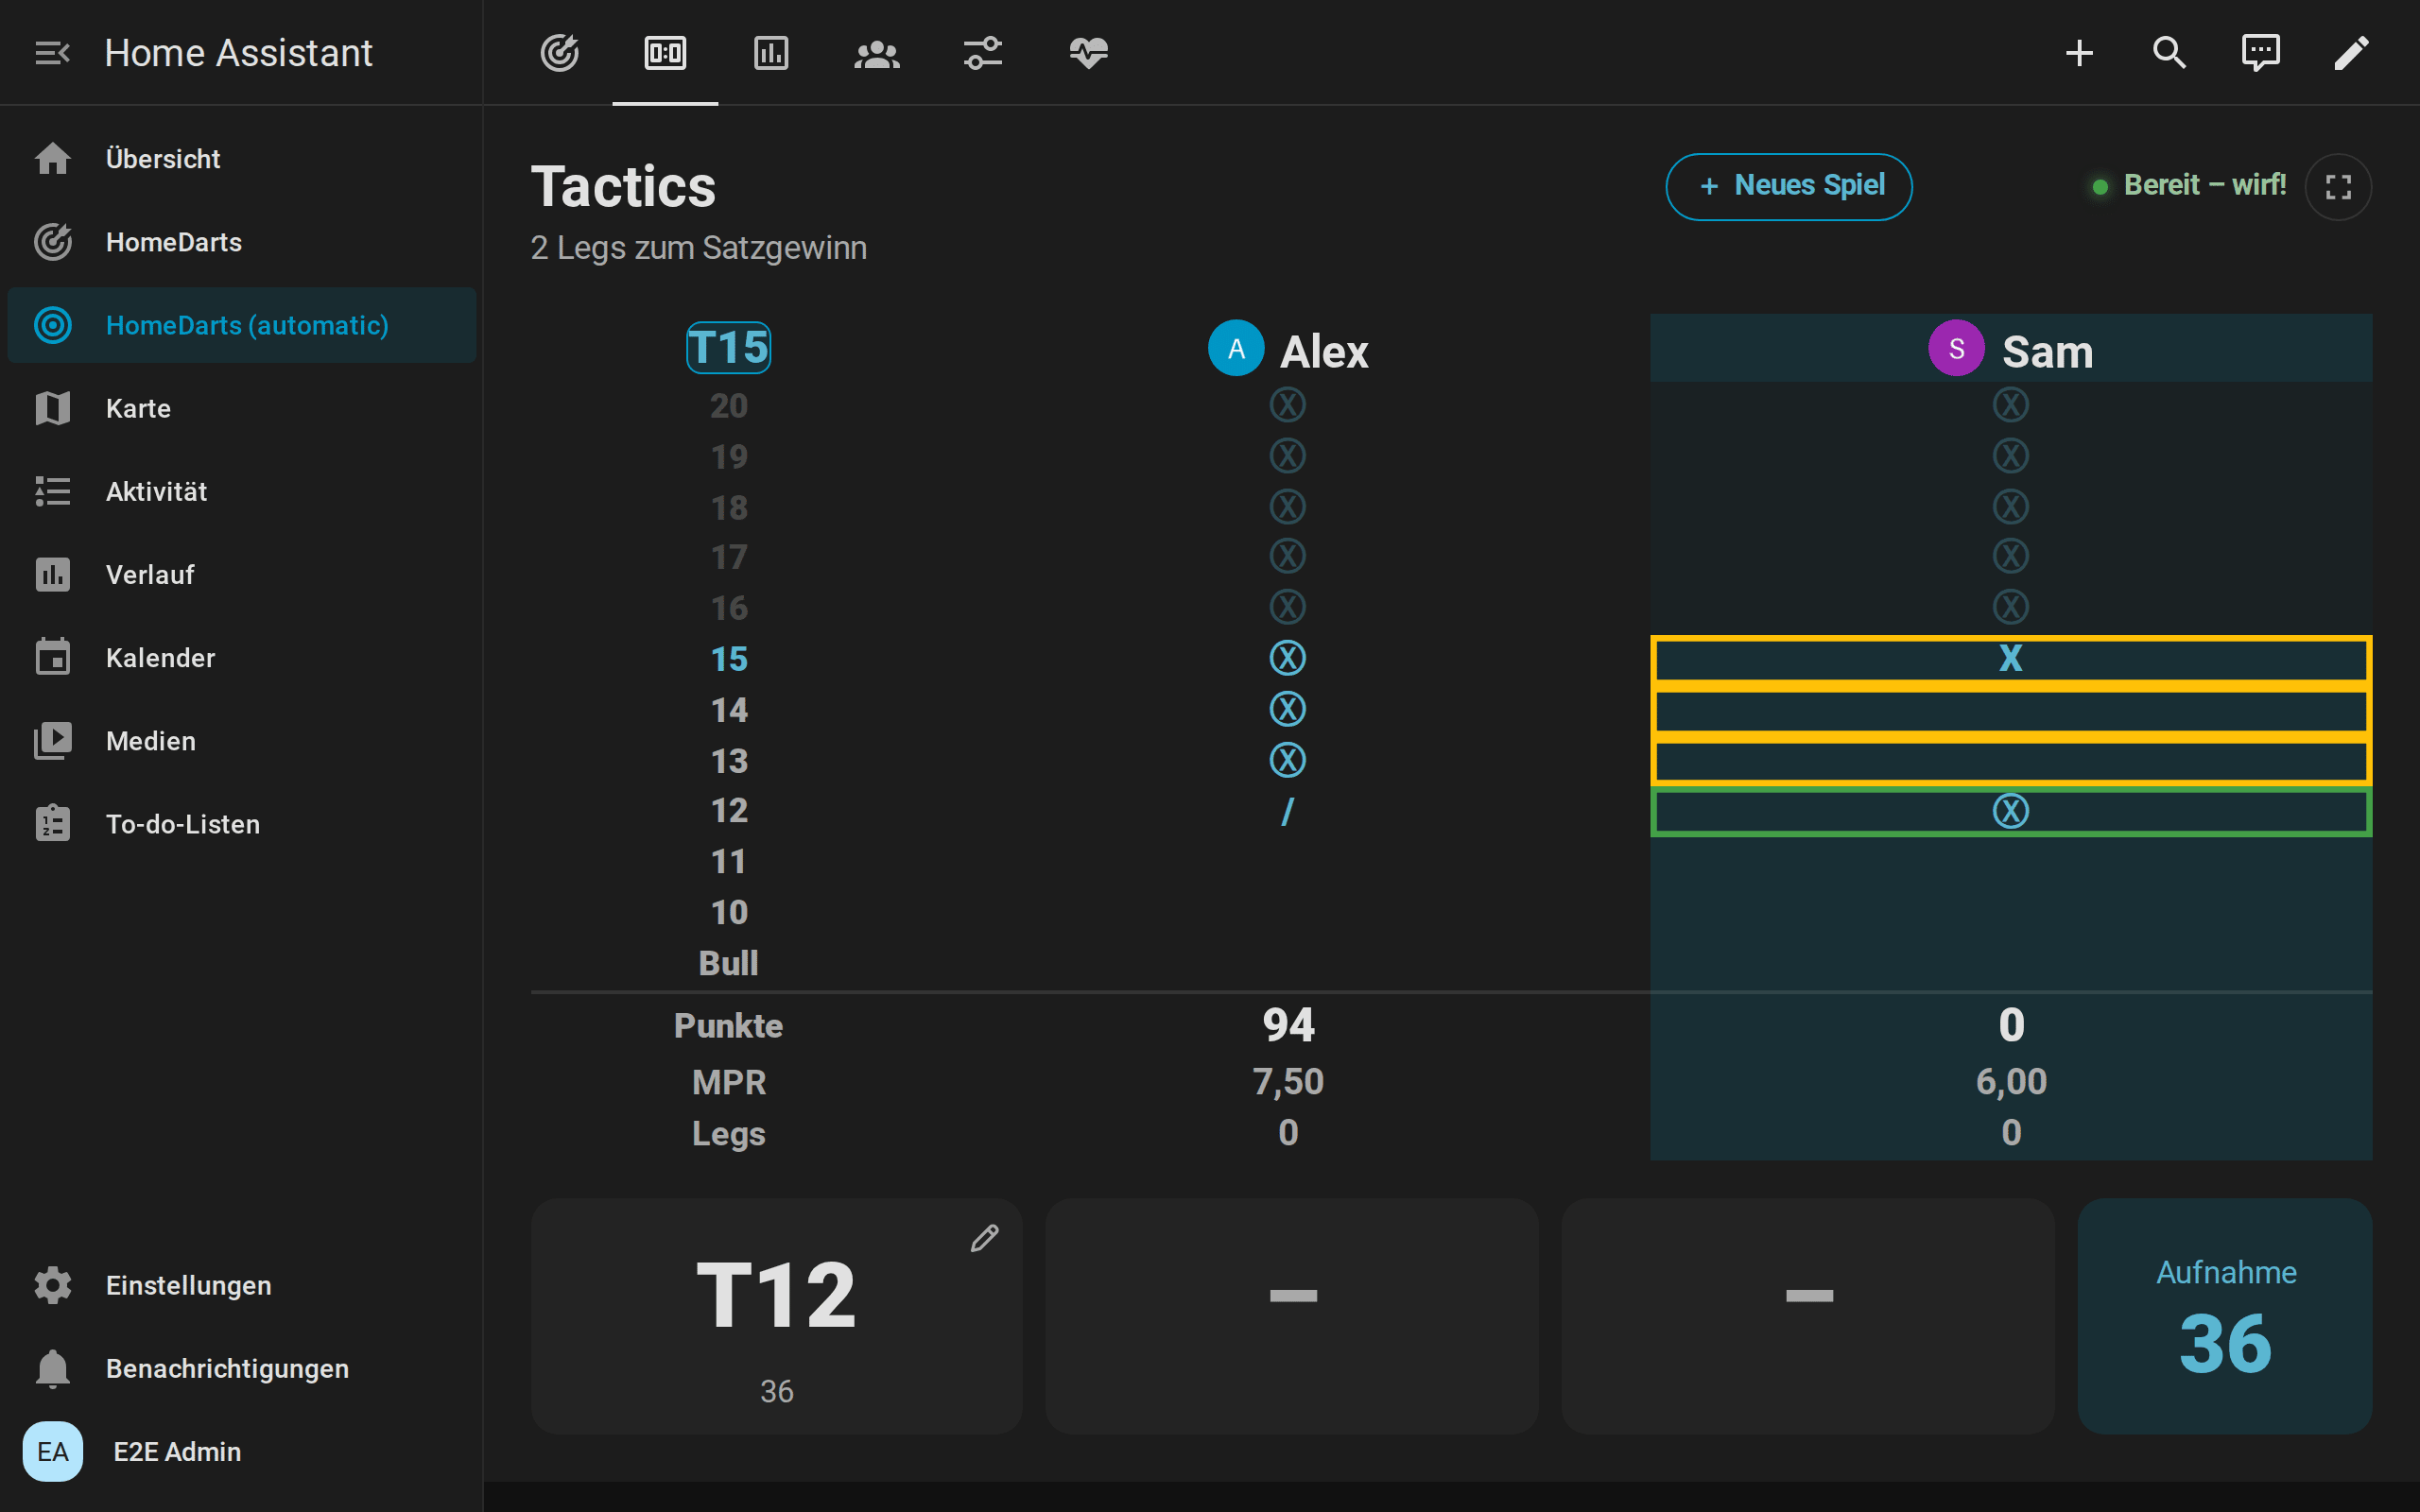 Home Assistant
Übersicht
HomeDarts
HomeDarts (automatic)
Karte
Aktivität
Verlauf
Kalender
Medien
To-do-Listen
Einstellungen
Benachrichtigungen
EA E2E Admin
Tactics
2 Legs zum Satzgewinn
+ Neues Spiel
Bereit – wirf!
T15 A Alex S Sam
20 X X
19 X X
18 X X
17 X X
16 X X
15 X X
14 X
13 X
12 / X
11
10
Bull
Punkte 94 0
MPR 7,50 6,00
Legs 0 0
T12
36
–
–
Aufnahme
36